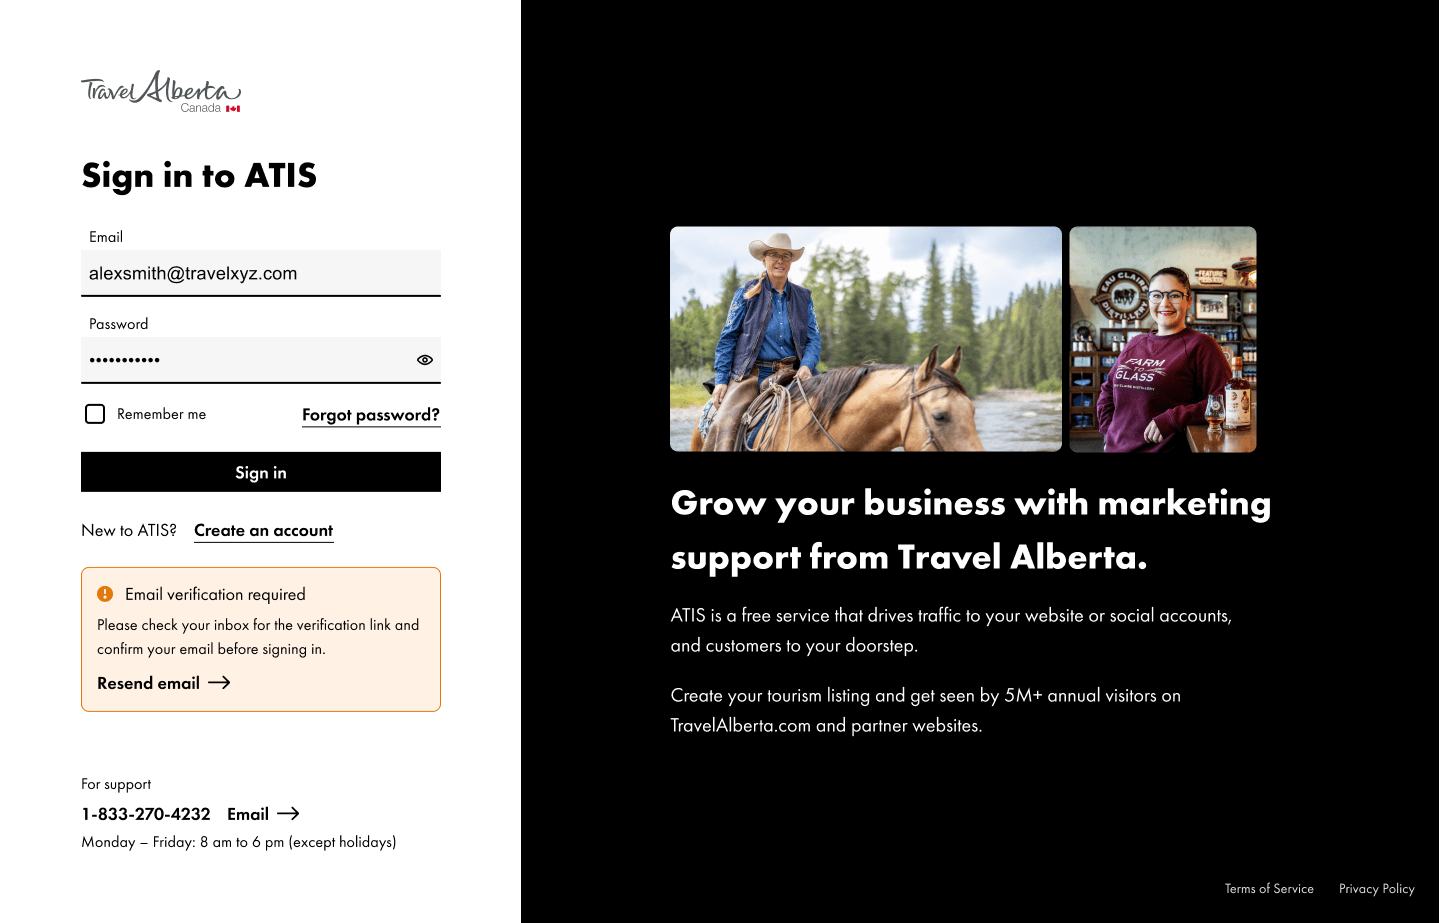 Travel Alberta
Canada
Sign in to ATIS
Email
alexsmith@travelxyz.com
Password
•••••••••••
Remember me
Forgot password?
Sign in
New to ATIS? Create an account
Email verification required
Please check your inbox for the verification link and
confirm your email before signing in.
Resend email
For support
1-833-270-4232 Email
Monday – Friday: 8 am to 6 pm (except holidays)
EAU CLAIRE
DISTILLERY
FEATURE
FARM
TO
GLASS
EAU CLAIRE DISTILLERY
Grow your business with marketing
support from Travel Alberta.
ATIS is a free service that drives traffic to your website or social accounts,
and customers to your doorstep.
Create your tourism listing and get seen by 5M+ annual visitors on
TravelAlberta.com and partner websites.
Terms of Service Privacy Policy